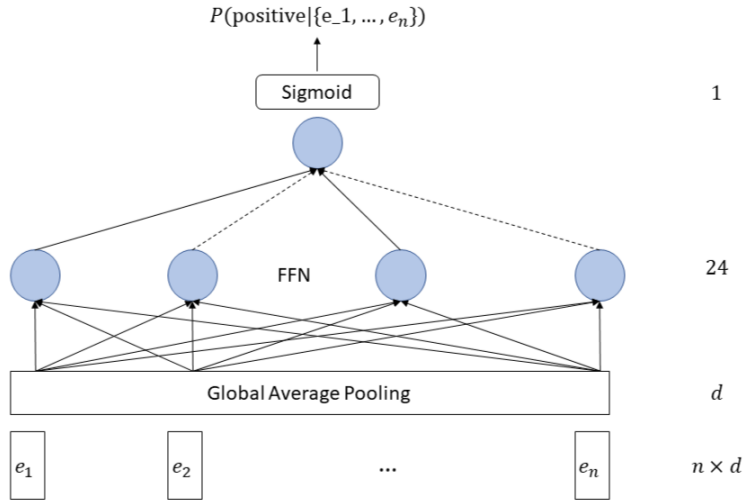 P(positive|{e_1, ... , e_n})
Sigmoid
1
FFN
24
Global Average Pooling
d
e_1
e_2
...
e_n
n × d